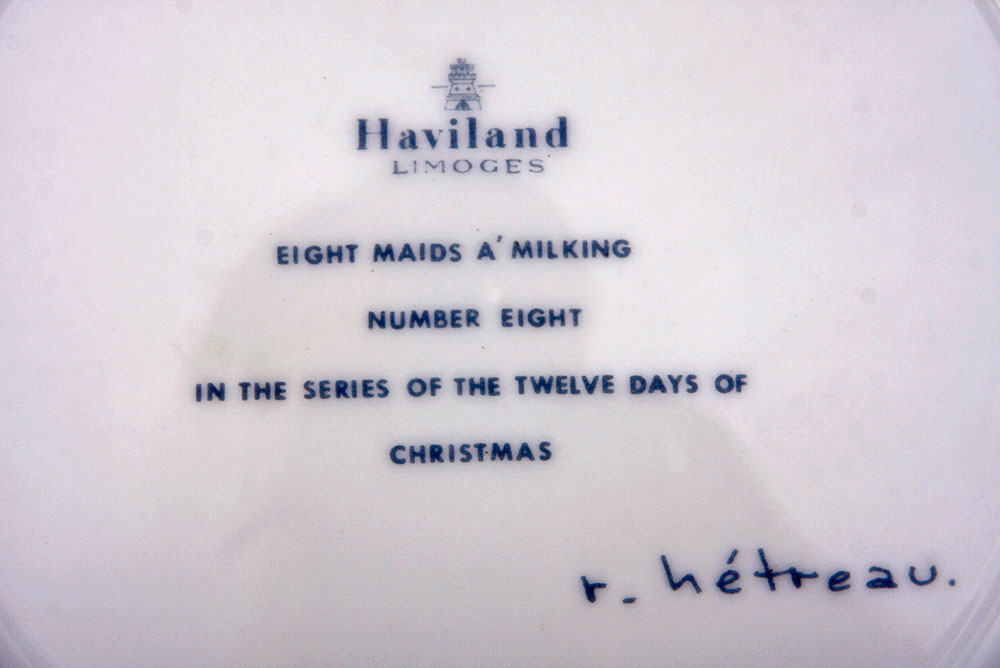 Haviland
LIMOGES
EIGHT MAIDS A' MILKING
NUMBER EIGHT
IN THE SERIES OF THE TWELVE DAYS OF
CHRISTMAS
r. hétreau.